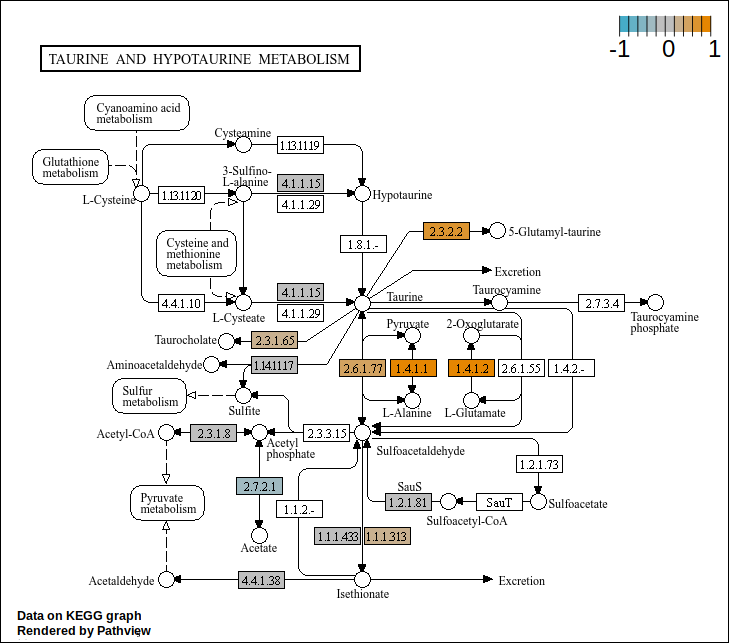 -1 0 1
TAURINE AND HYPOTAURINE METABOLISM
Cyanoamino acid
metabolism
Glutathione
metabolism
Cysteamine
1.13.11.19
3-Sulfino-
L-alanine
4.1.1.15
4.1.1.29
L-Cysteine
1.13.11.20
Hypotaurine
Cysteine and
methionine
metabolism
1.8.1.-
2.3.2.2
5-Glutamyl-taurine
Excretion
4.4.1.10
L-Cysteate
4.1.1.15
4.1.1.29
Taurine
Taurocyamine
2.7.3.4
Taurocyamine
phosphate
Taurocholate
2.3.1.65
Pyruvate
2-Oxoglutarate
Aminoacetaldehyde
1.14.11.17
2.6.1.77
1.4.1.1
1.4.1.2
2.6.1.55
1.4.2.-
Sulfur
metabolism
Sulfite
L-Alanine
L-Glutamate
Acetyl-CoA
2.3.1.8
Acetyl
phosphate
2.3.3.15
Sulfoacetaldehyde
1.2.1.73
Pyruvate
metabolism
2.7.2.1
1.1.2.-
SauS
1.2.1.81
SauT
Sulfoacetate
Sulfoacetyl-CoA
Acetate
1.1.1.433
1.1.1.313
Acetaldehyde
4.4.1.38
Isethionate
Excretion
Data on KEGG graph
Rendered by Pathview